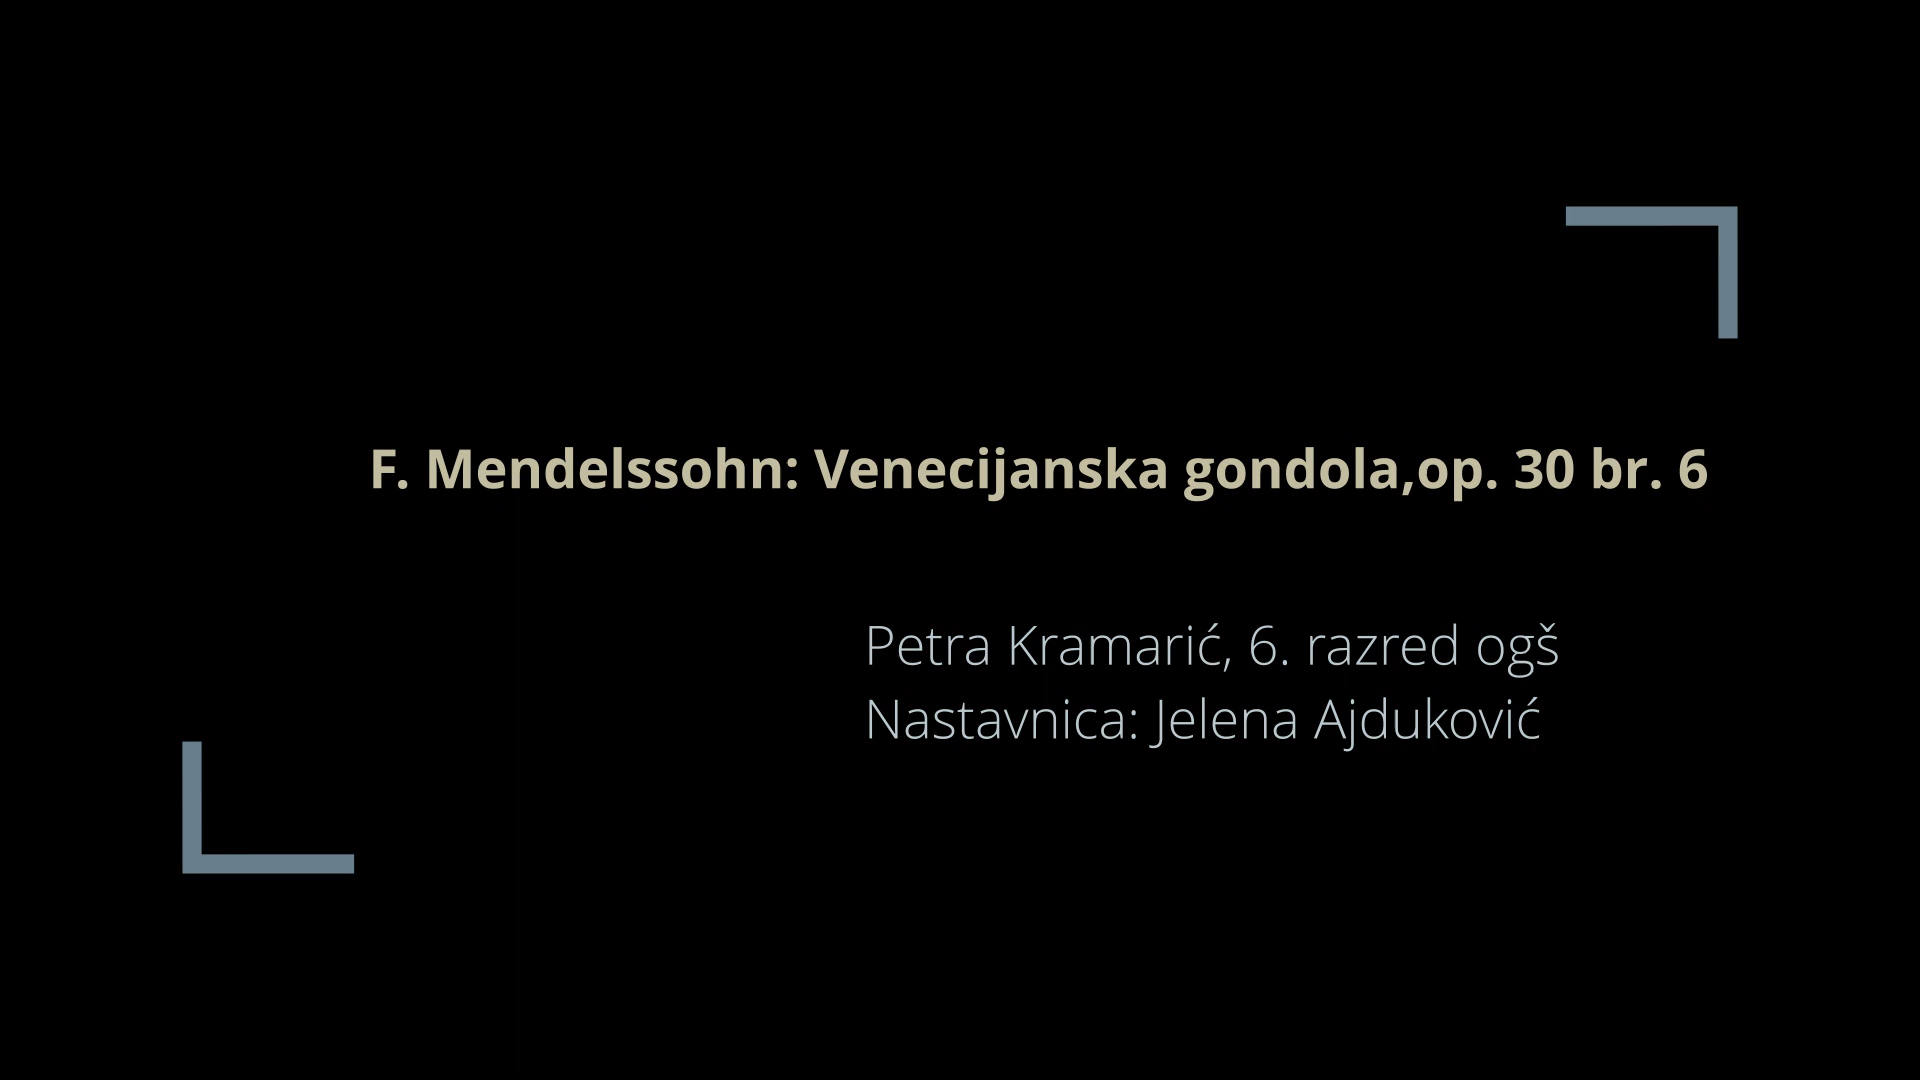 F. Mendelssohn: Venecijanska gondola,op. 30 br. 6
Petra Kramarić, 6. razred ogš
Nastavnica: Jelena Ajduković